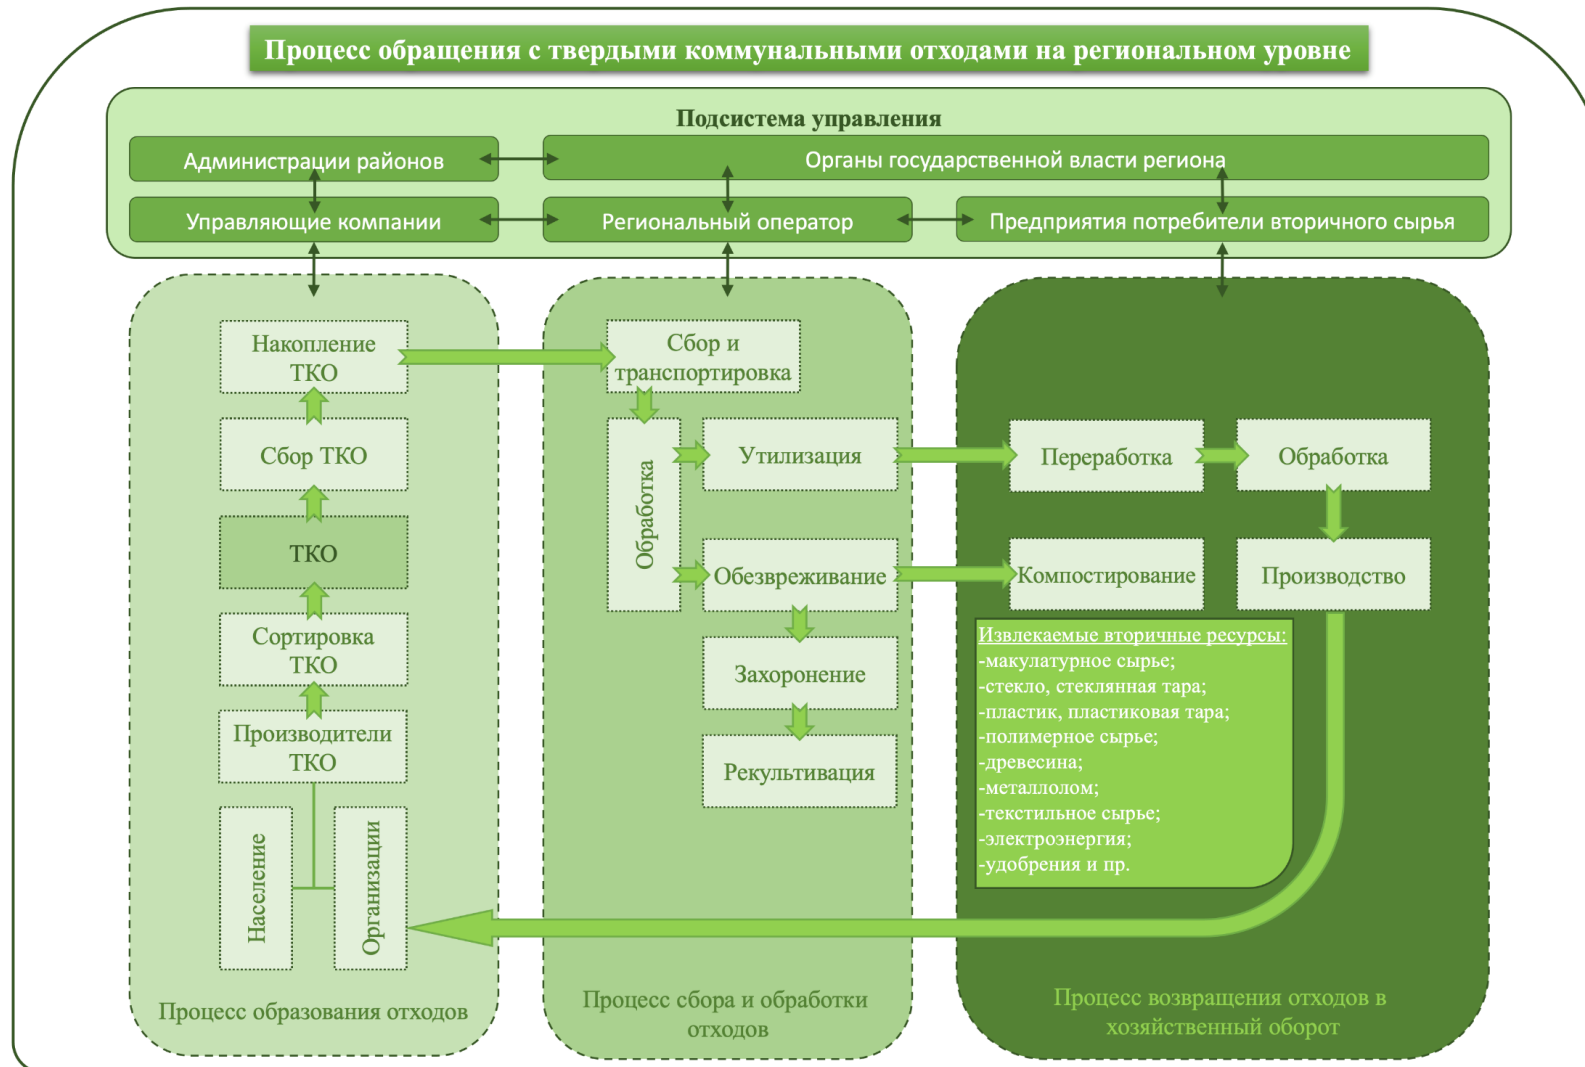 Процесс обращения с твердыми коммунальными отходами на региональном уровне
Подсистема управления
Администрации районов
Органы государственной власти региона
Управляющие компании
Региональный оператор
Предприятия потребители вторичного сырья
Накопление
ТКО
Сбор ТКО
ТКО
Сортировка
ТКО
Производители
ТКО
Население
Организации
Процесс образования отходов
Сбор и
транспортировка
Обработка
Утилизация
Обезвреживание
Захоронение
Рекультивация
Процесс сбора и обработки
отходов
Переработка
Обработка
Компостирование
Производство
Извлекаемые вторичные ресурсы:
-макулатурное сырье;
-стекло, стеклянная тара;
-пластик, пластиковая тара;
-полимерное сырье;
-древесина;
-металлолом;
-текстильное сырье;
-электроэнергия;
-удобрения и пр.
Процесс возвращения отходов в
хозяйственный оборот